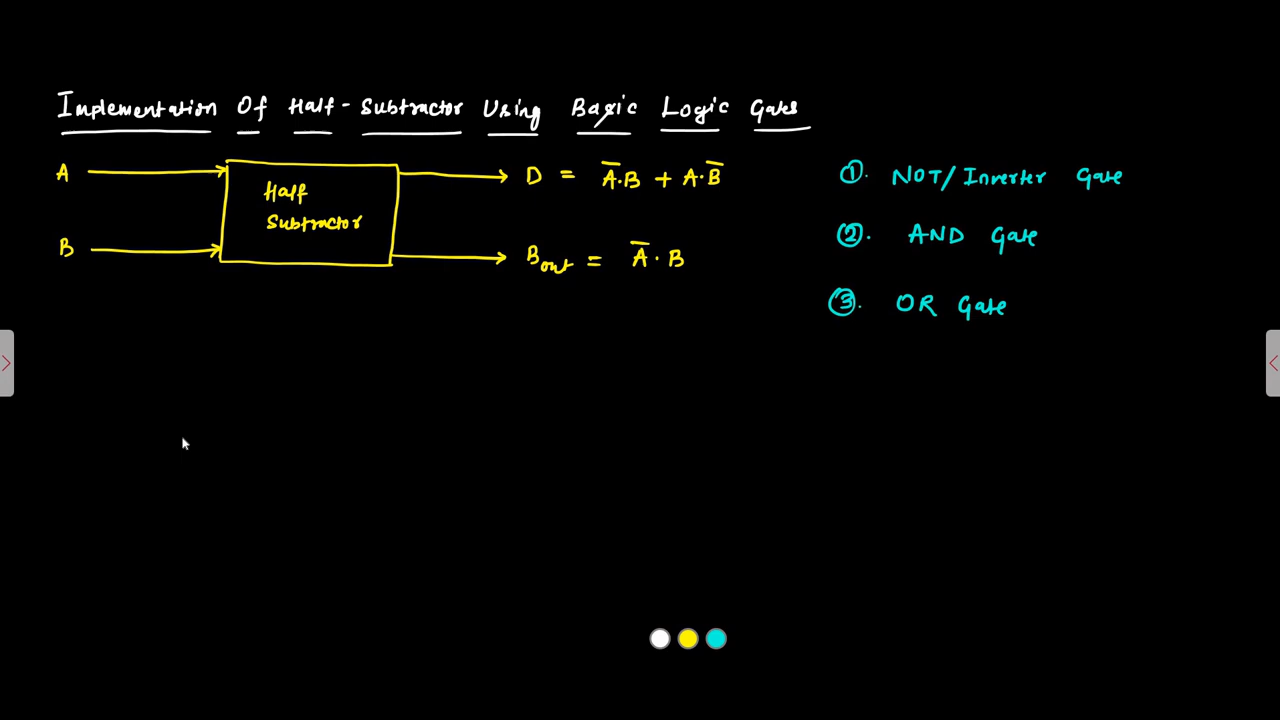 Implementation Of Half-Subtractor Using Basic Logic Gates
A
Half
Subtractor
D = A̅.B + A.B̅
B
Bout = A̅ . B
①. NOT/Inverter Gate
②. AND Gate
③. OR Gate